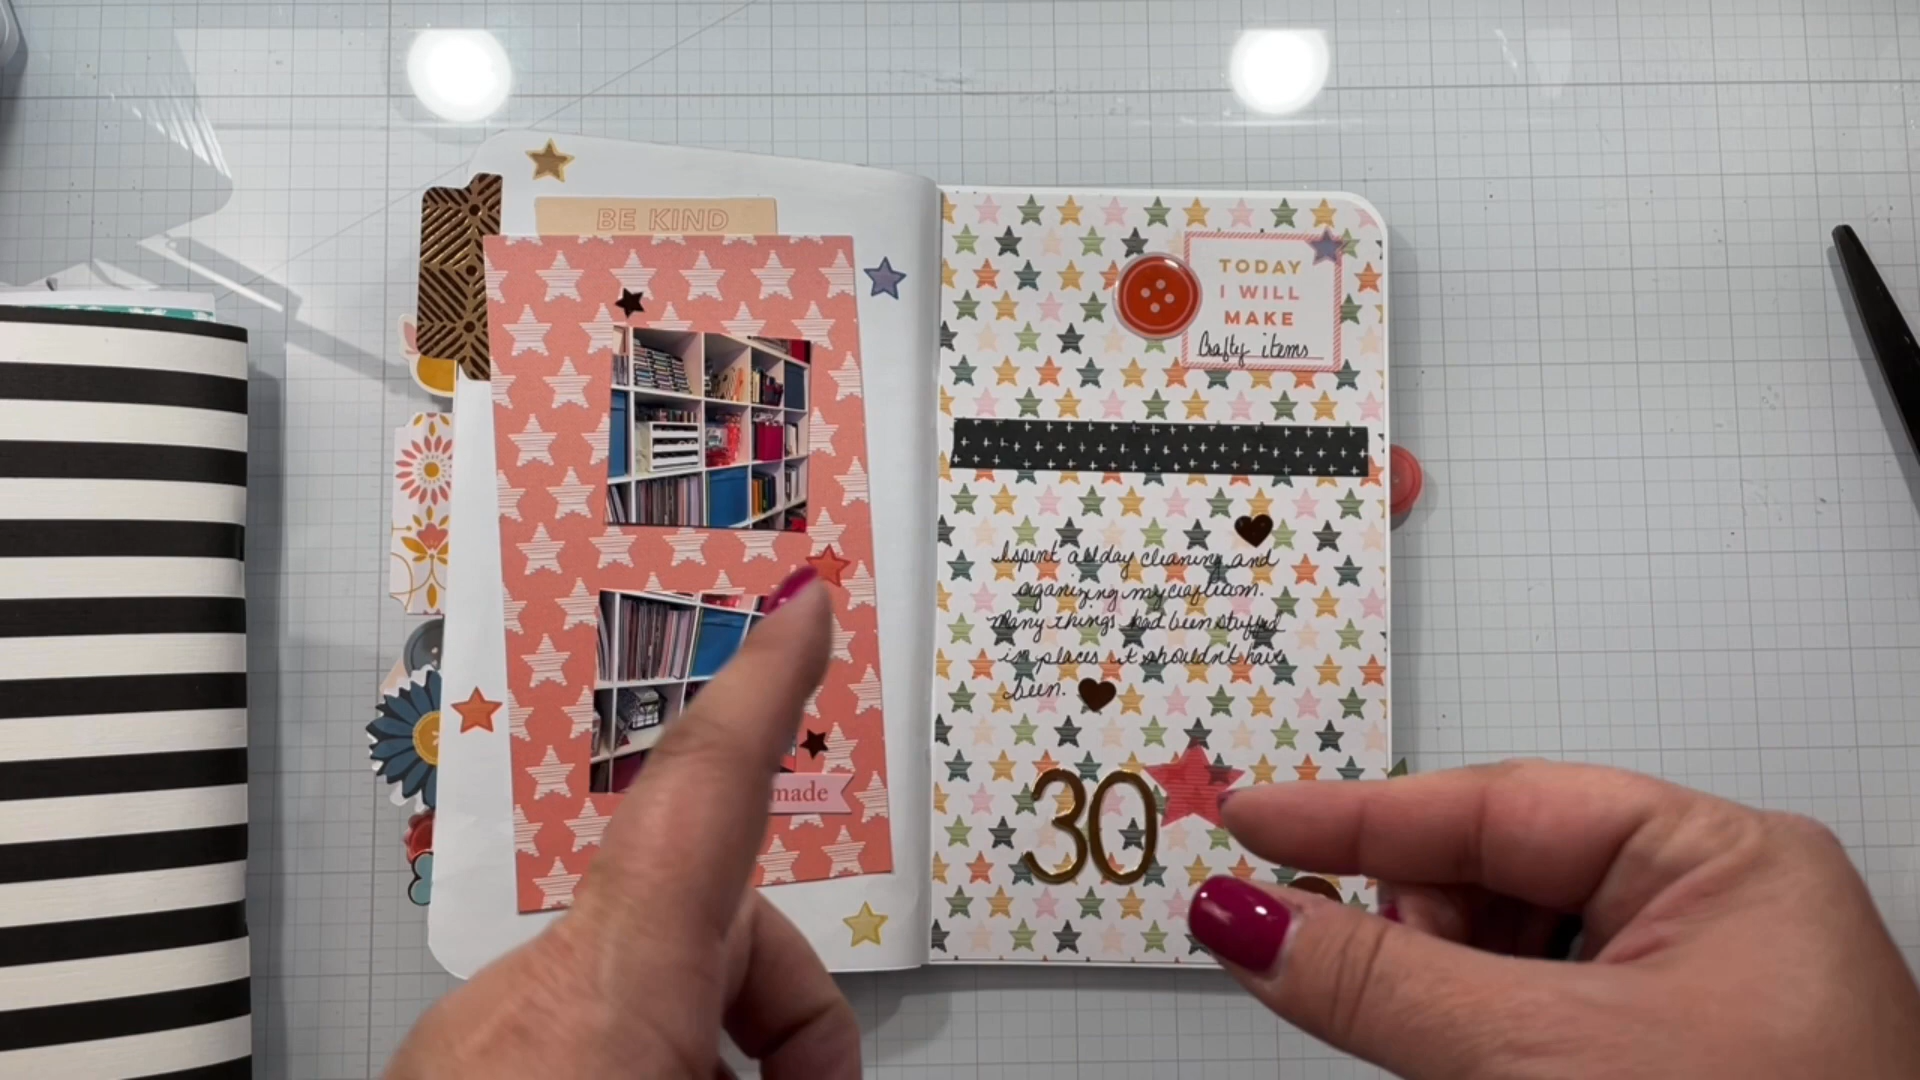 BE KIND
made
TODAY
I WILL
MAKE
Crafty items
I spent all day cleaning and
organizing my craftroom.
Many things had been stuffed
in places it shouldn't have
been.
30